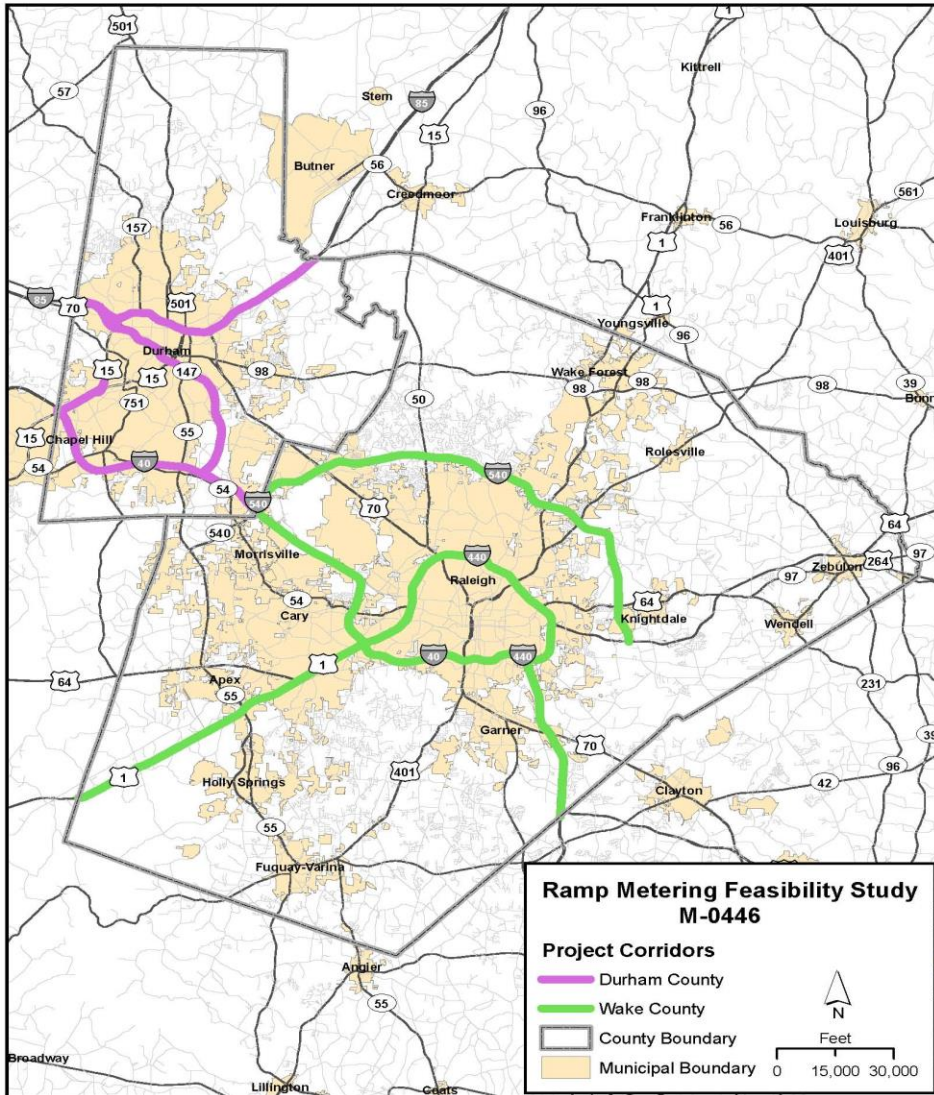 501
1
Kittrell
57
Stem
85
96
15
Butner
56
Creedmoor
561
157
Franklinton
56
Louisburg
1
401
85
70
501
1
Youngsville
96
Durham
15
15
147
98
Wake Forest
98
98
98
39
751
50
Bunn
15
Chapel Hill
55
Rolesville
54
40
54
540
540
70
64
540
Morrisville
440
Raleigh
97
Zebulon
264
97
54
Cary
64
Knightdale
Wendell
1
40
440
64
Apex
55
231
Garner
70
39
1
401
96
Holly Springs
Clayton
42
55
Fuquay-Varina
Angier
55
Broadway
Lillington
Coats
Ramp Metering Feasibility Study
M-0446
Project Corridors
Durham County
Wake County
N
County Boundary
Feet
Municipal Boundary
0 15,000 30,000